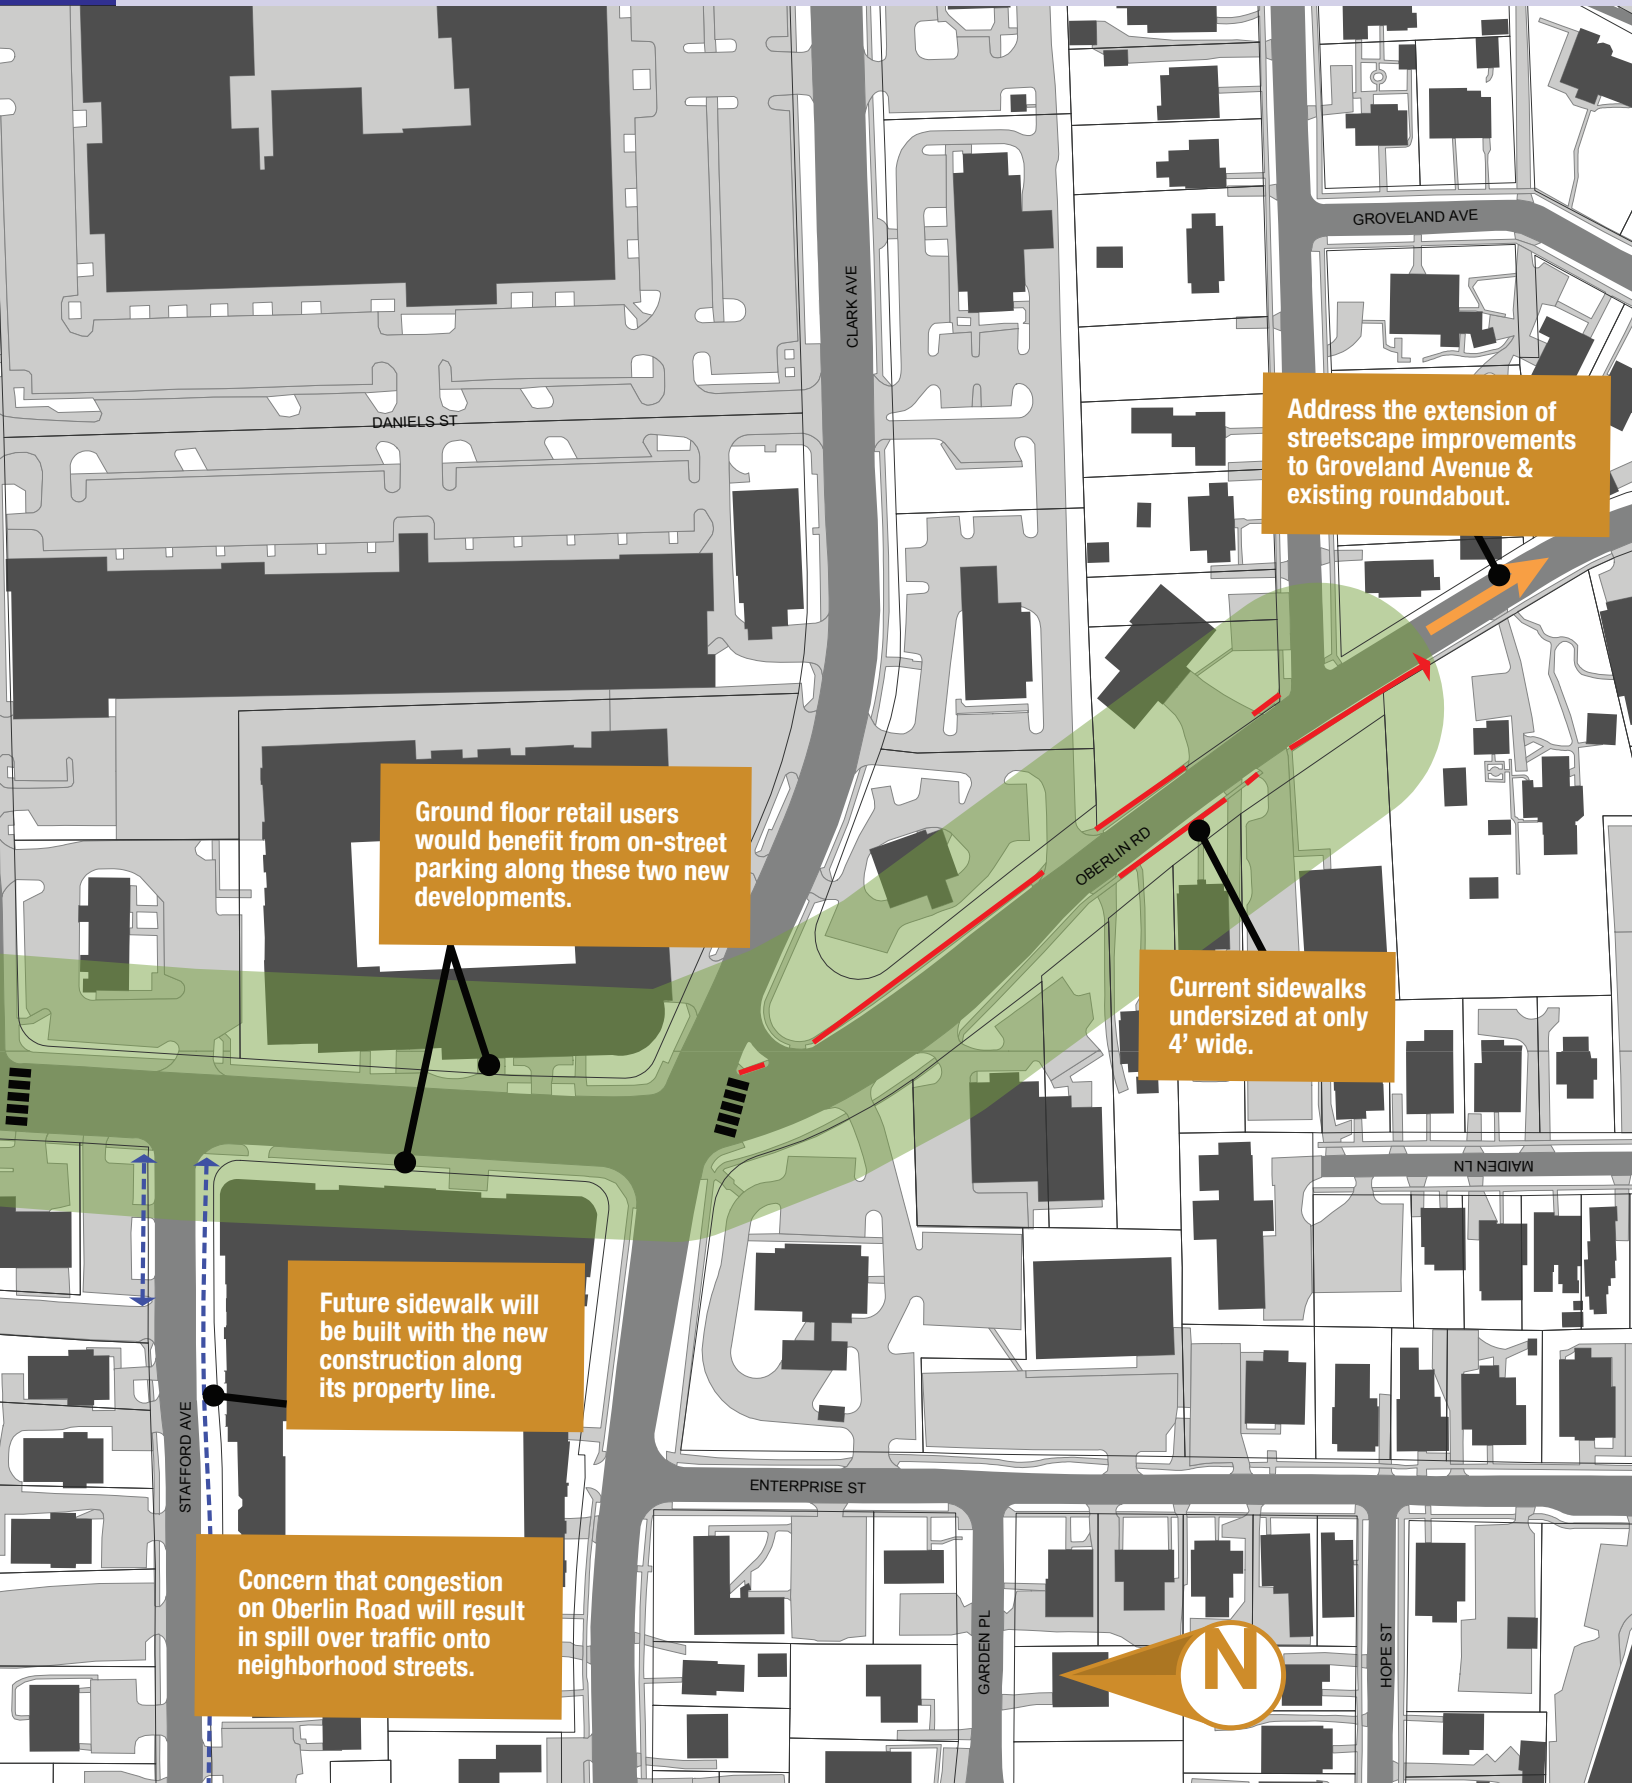 GROVELAND AVE
CLARK AVE
DANIELS ST
Address the extension of
streetscape improvements
to Groveland Avenue &
existing roundabout.
Ground floor retail users
would benefit from on-street
parking along these two new
developments.
OBERLIN RD
Current sidewalks
undersized at only
4’ wide.
MAIDEN LN
Future sidewalk will
be built with the new
construction along
its property line.
STAFFORD AVE
ENTERPRISE ST
Concern that congestion
on Oberlin Road will result
in spill over traffic onto
neighborhood streets.
GARDEN PL
HOPE ST
N